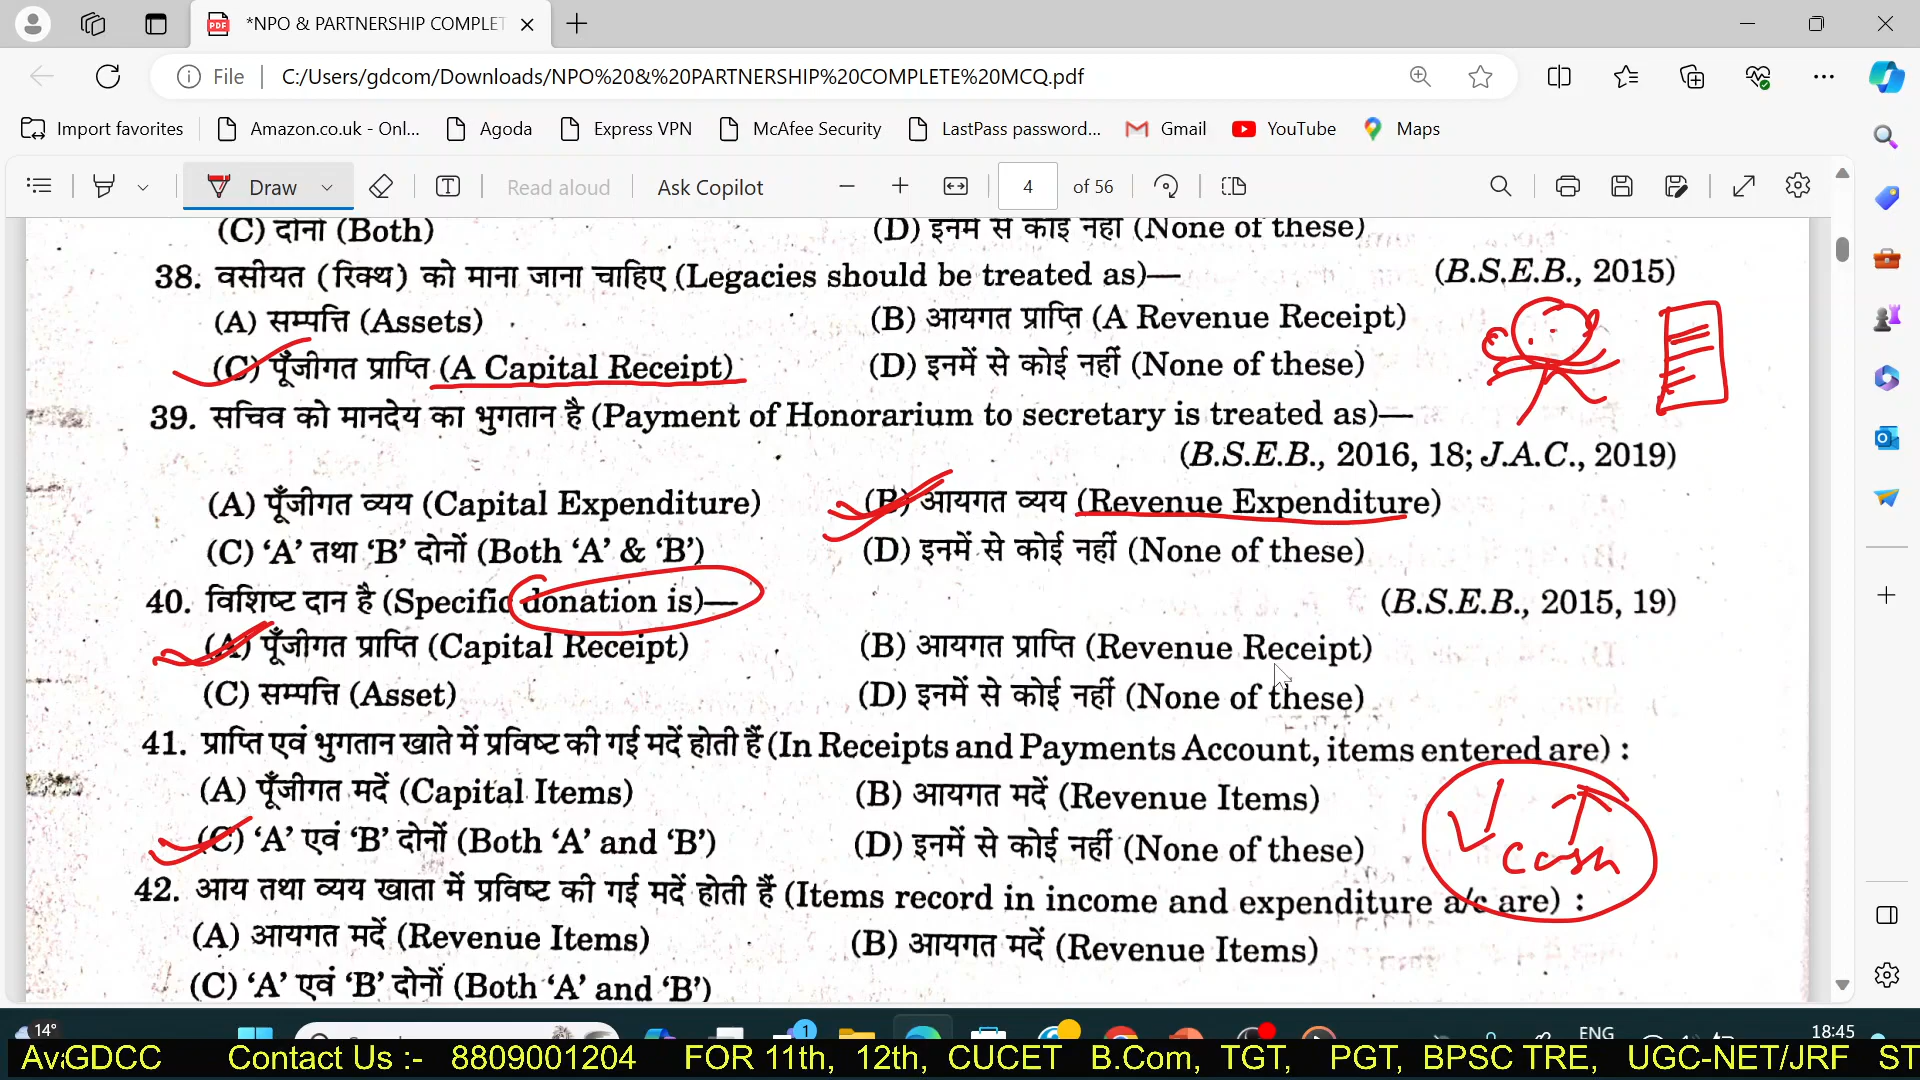 *NPO & PARTNERSHIP COMPLET
File
C:/Users/gdcom/Downloads/NPO%20&%20PARTNERSHIP%20COMPLETE%20MCQ.pdf
Import favorites
Amazon.co.uk - Onl...
Agoda
Express VPN
McAfee Security
LastPass password...
Gmail
YouTube
Maps
Draw
Read aloud
Ask Copilot
4 of 56
(C) दोनों (Both)
(D) इनमें से कोई नहीं (None of these)
38. वसीयत (रिक्थ) को माना जाना चाहिए (Legacies should be treated as)— (B.S.E.B., 2015)
(A) सम्पत्ति (Assets)
(B) आयगत प्राप्ति (A Revenue Receipt)
(C) पूँजीगत प्राप्ति (A Capital Receipt)
(D) इनमें से कोई नहीं (None of these)
39. सचिव को मानदेय का भुगतान है (Payment of Honorarium to secretary is treated as)—
(B.S.E.B., 2016, 18; J.A.C., 2019)
(A) पूँजीगत व्यय (Capital Expenditure)
(B) आयगत व्यय (Revenue Expenditure)
(C) ‘A’ तथा ‘B’ दोनों (Both ‘A’ & ‘B’)
(D) इनमें से कोई नहीं (None of these)
40. विशिष्ट दान है (Specific donation is)— (B.S.E.B., 2015, 19)
(A) पूँजीगत प्राप्ति (Capital Receipt)
(B) आयगत प्राप्ति (Revenue Receipt)
(C) सम्पत्ति (Asset)
(D) इनमें से कोई नहीं (None of these)
41. प्राप्ति एवं भुगतान खाते में प्रविष्ट की गई मदें होती हैं (In Receipts and Payments Account, items entered are) :
(A) पूँजीगत मदें (Capital Items)
(B) आयगत मदें (Revenue Items)
(C) ‘A’ एवं ‘B’ दोनों (Both ‘A’ and ‘B’)
(D) इनमें से कोई नहीं (None of these)
cash
42. आय तथा व्यय खाता में प्रविष्ट की गई मदें होती हैं (Items record in income and expenditure a/c are) :
(A) आयगत मदें (Revenue Items)
(B) आयगत मदें (Revenue Items)
(C) ‘A’ एवं ‘B’ दोनों (Both ‘A’ and ‘B’)
14°
1
ENG
18:45
GDCC Contact Us :- 8809001204 FOR 11th, 12th, CUCET B.Com, TGT, PGT, BPSC TRE, UGC-NET/JRF ST